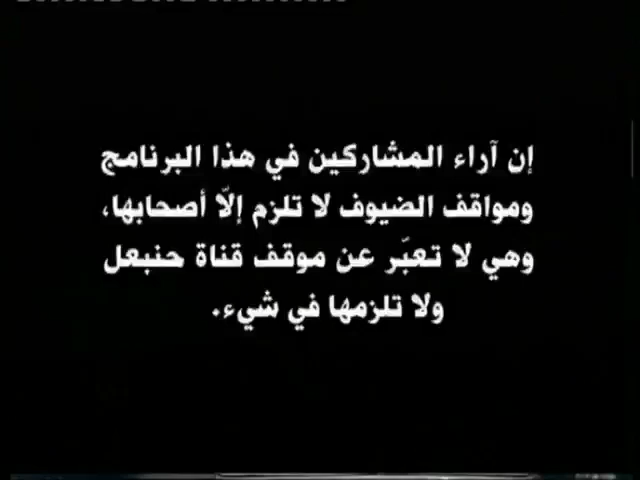 إن آراء المشاركين في هذا البرنامج
ومواقف الضيوف لا تلزم إلّا أصحابها،
وهي لا تعبّر عن موقف قناة حنبعل
ولا تلزمها في شيء.